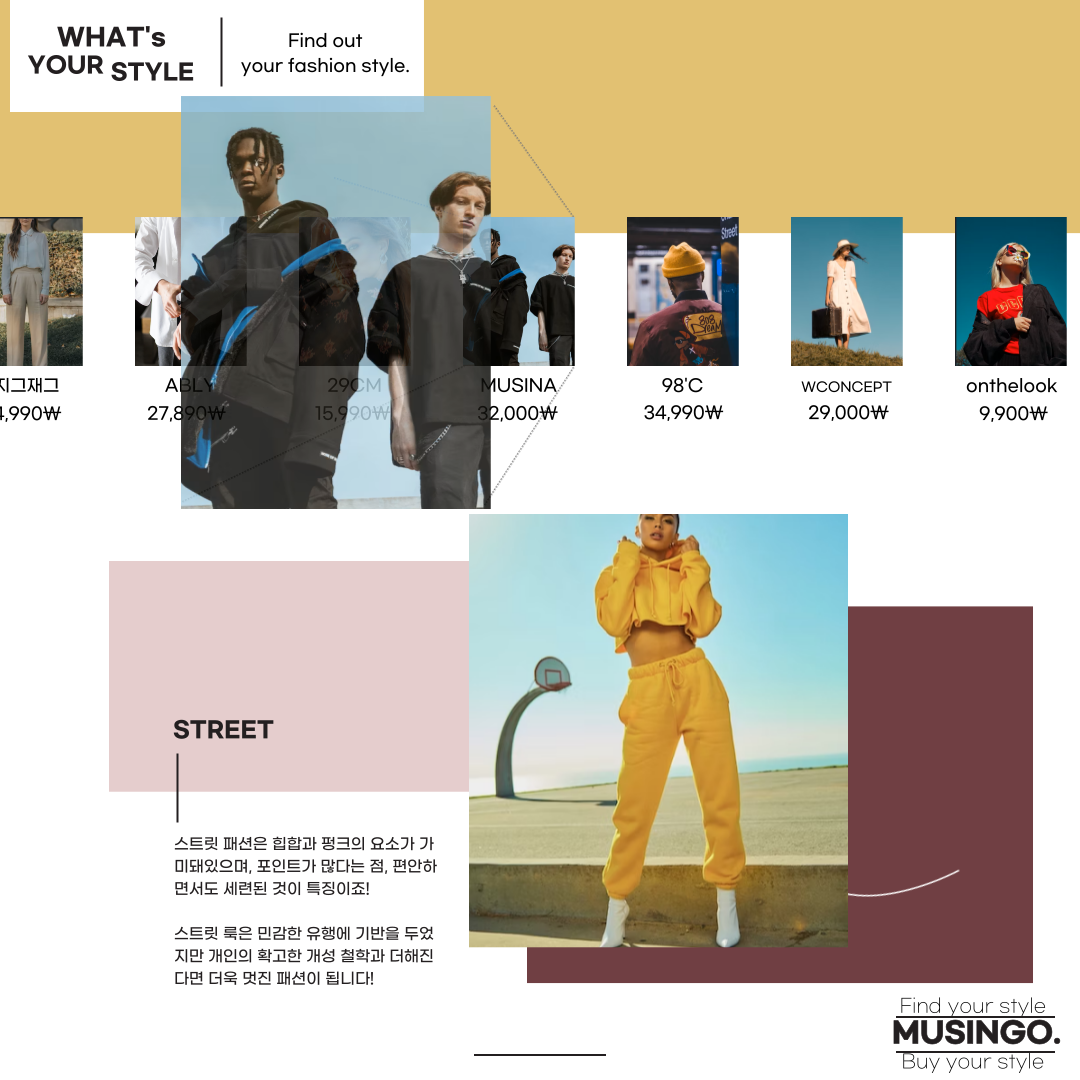 WHAT's
YOUR STYLE
Find out
your fashion style.
지그재그
ABLY
29CM
MUSINA
98'C
WCONCEPT
onthelook
4,990₩
27,890₩
15,990₩
32,000₩
34,990₩
29,000₩
9,900₩
Street
808
DREAM
STREET
스트릿 패션은 힙합과 펑크의 요소가 가
미돼있으며, 포인트가 많다는 점, 편안하
면서도 세련된 것이 특징이죠!
스트릿 룩은 민감한 유행에 기반을 두었
지만 개인의 확고한 개성 철학과 더해진
다면 더욱 멋진 패션이 됩니다!
Find your style
MUSINGO.
Buy your style